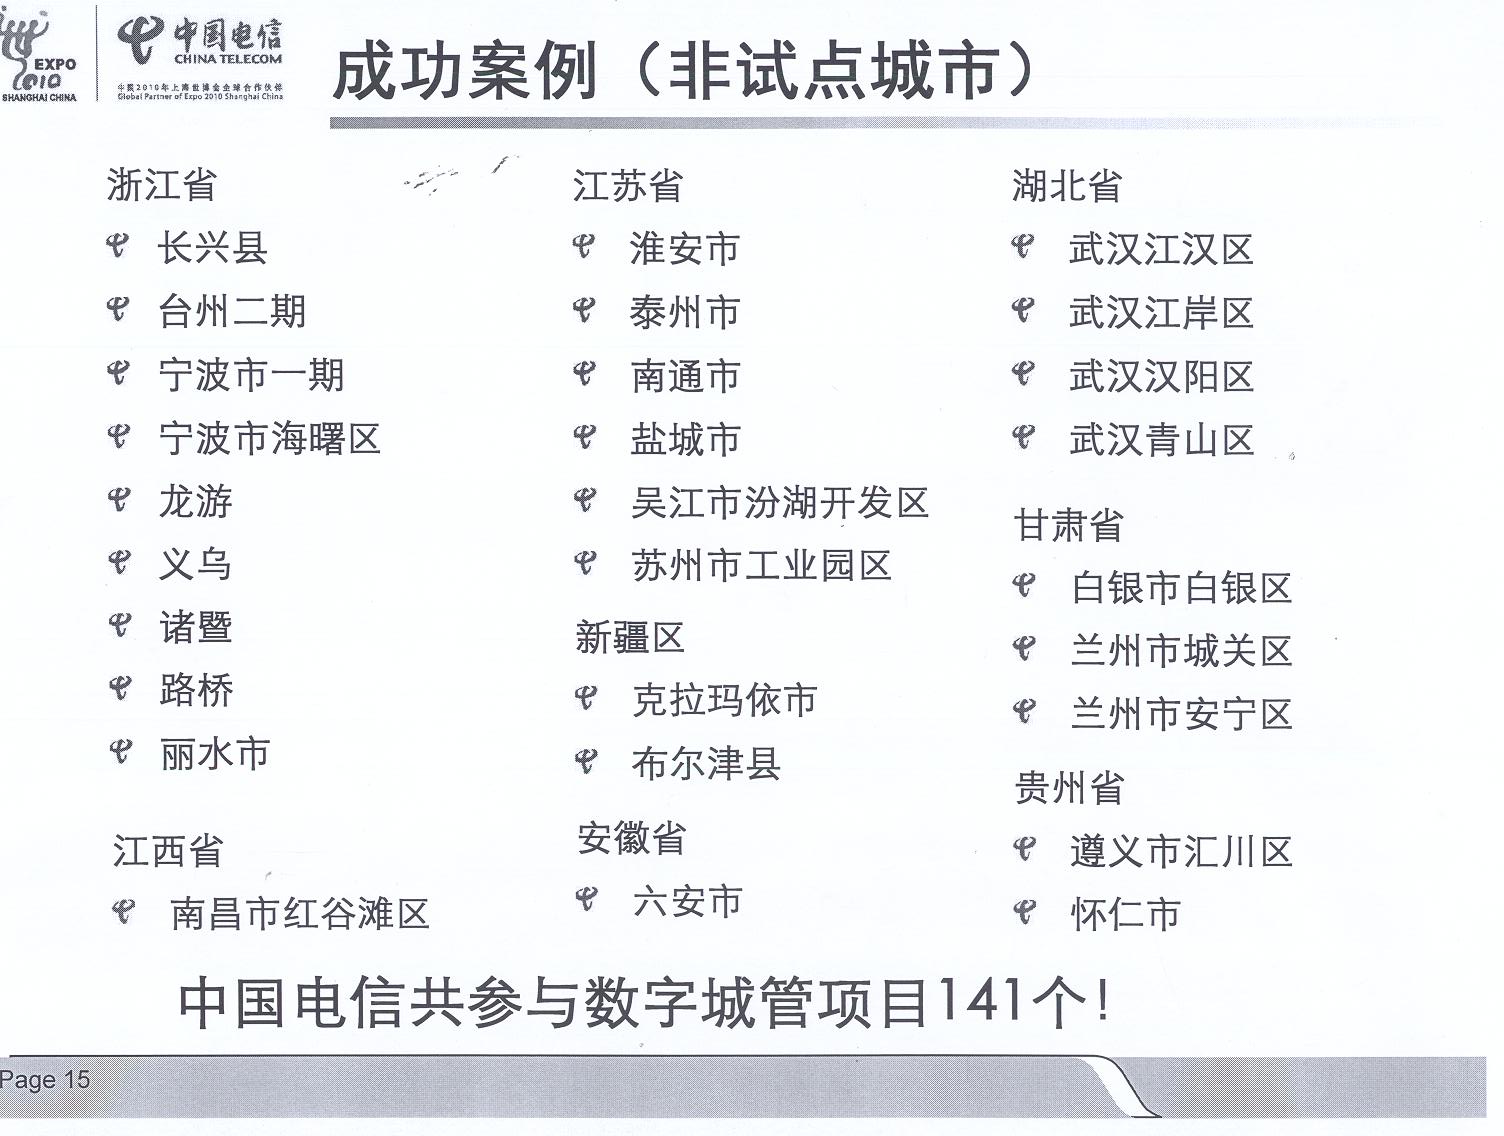 EXPO
2010
SHANGHAI CHINA
中国电信
CHINA TELECOM
中国2010年上海世博会全球合作伙伴
Global Partner of Expo 2010 Shanghai China
成功案例（非试点城市）
浙江省
长兴县
台州二期
宁波市一期
宁波市海曙区
龙游
义乌
诸暨
路桥
丽水市
江西省
南昌市红谷滩区
江苏省
淮安市
泰州市
南通市
盐城市
吴江市汾湖开发区
苏州市工业园区
新疆区
克拉玛依市
布尔津县
安徽省
六安市
湖北省
武汉江汉区
武汉江岸区
武汉汉阳区
武汉青山区
甘肃省
白银市白银区
兰州市城关区
兰州市安宁区
贵州省
遵义市汇川区
怀仁市
中国电信共参与数字城管项目141个！
Page 15